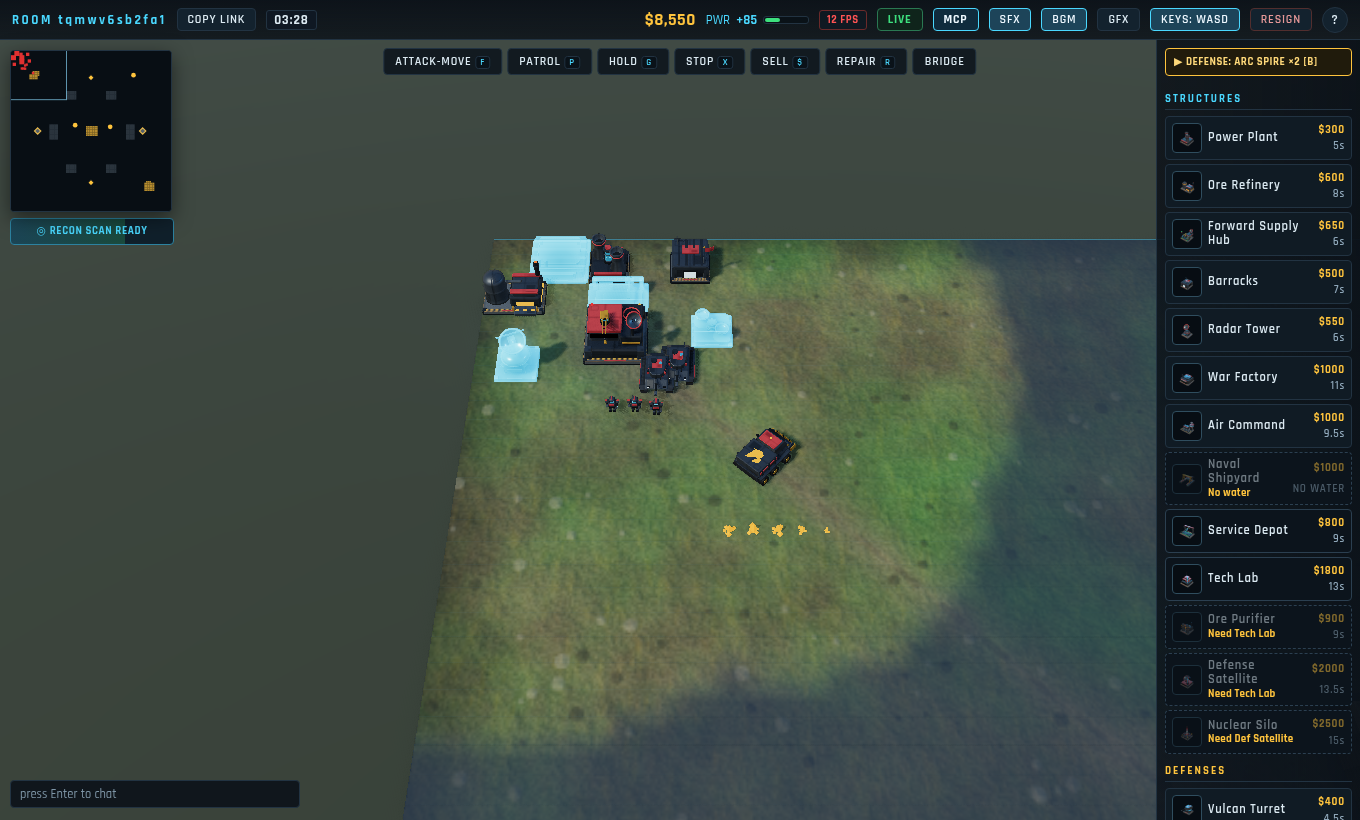 ROOM tqmwv6sb2fa1 COPY LINK 03:28 $8,550 PWR +85 12 FPS LIVE MCP SFX BGM GFX KEYS: WASD RESIGN ?
ATTACK-MOVE F PATROL P HOLD G STOP X SELL $ REPAIR R BRIDGE
◎ RECON SCAN READY
▶ DEFENSE: ARC SPIRE ×2 [B]
STRUCTURES
Power Plant $300
5s
Ore Refinery $600
8s
Forward Supply Hub $650
6s
Barracks $500
7s
Radar Tower $550
6s
War Factory $1000
11s
Air Command $1000
9.5s
Naval Shipyard $1000
No water NO WATER
Service Depot $800
9s
Tech Lab $1800
13s
Ore Purifier $900
Need Tech Lab 9s
Defense Satellite $2000
Need Tech Lab 13.5s
Nuclear Silo $2500
Need Def Satellite 15s
DEFENSES
Vulcan Turret $400
4.5s
press Enter to chat